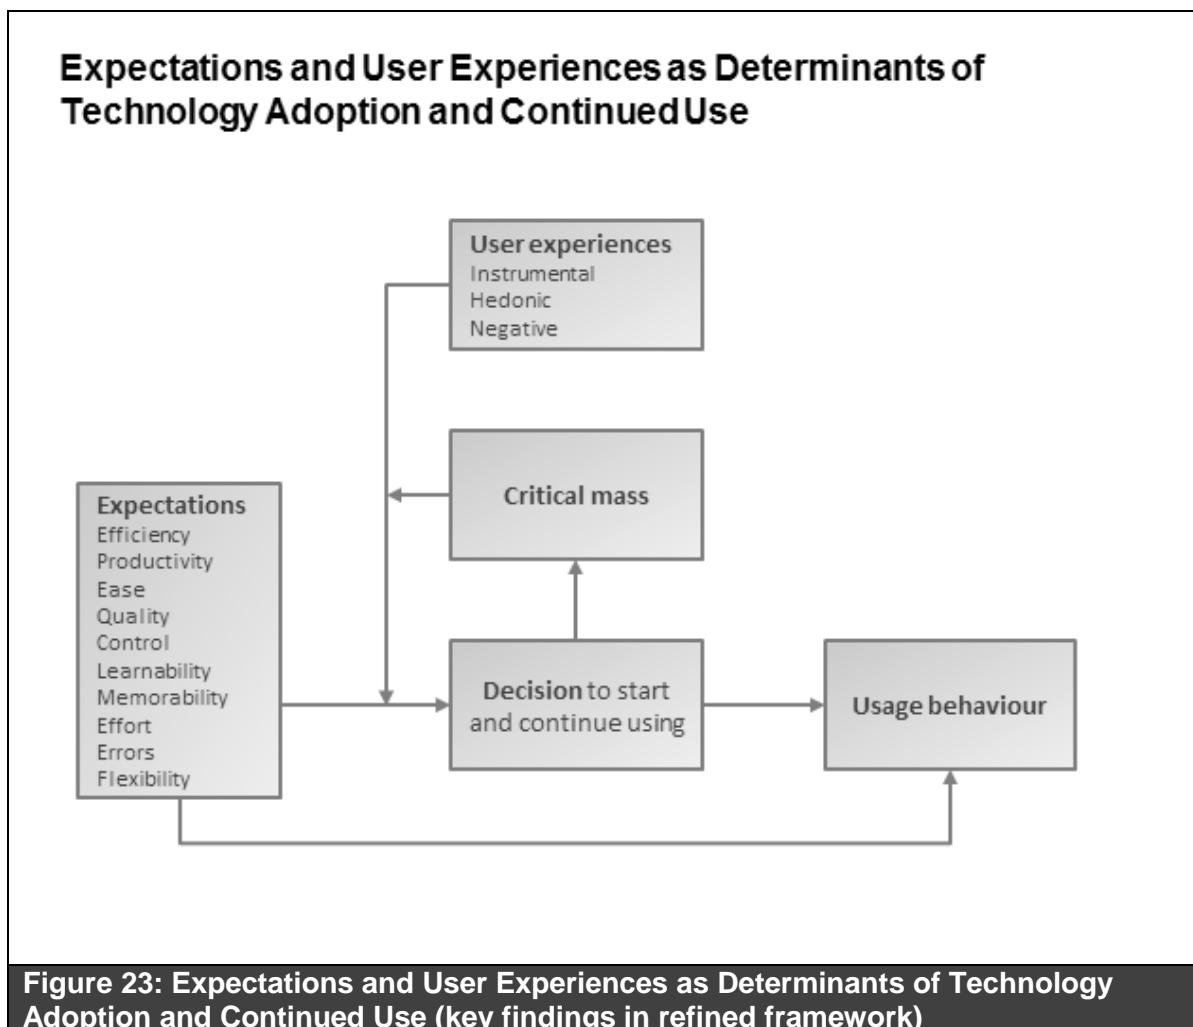 Expectations and User Experiences as Determinants of
Technology Adoption and Continued Use
User experiences
Instrumental
Hedonic
Negative
Critical mass
Expectations
Efficiency
Productivity
Ease
Quality
Control
Learnability
Memorability
Effort
Errors
Flexibility
Decision to start
and continue using
Usage behaviour
Figure 23: Expectations and User Experiences as Determinants of Technology
Adoption and Continued Use (key findings in refined framework)